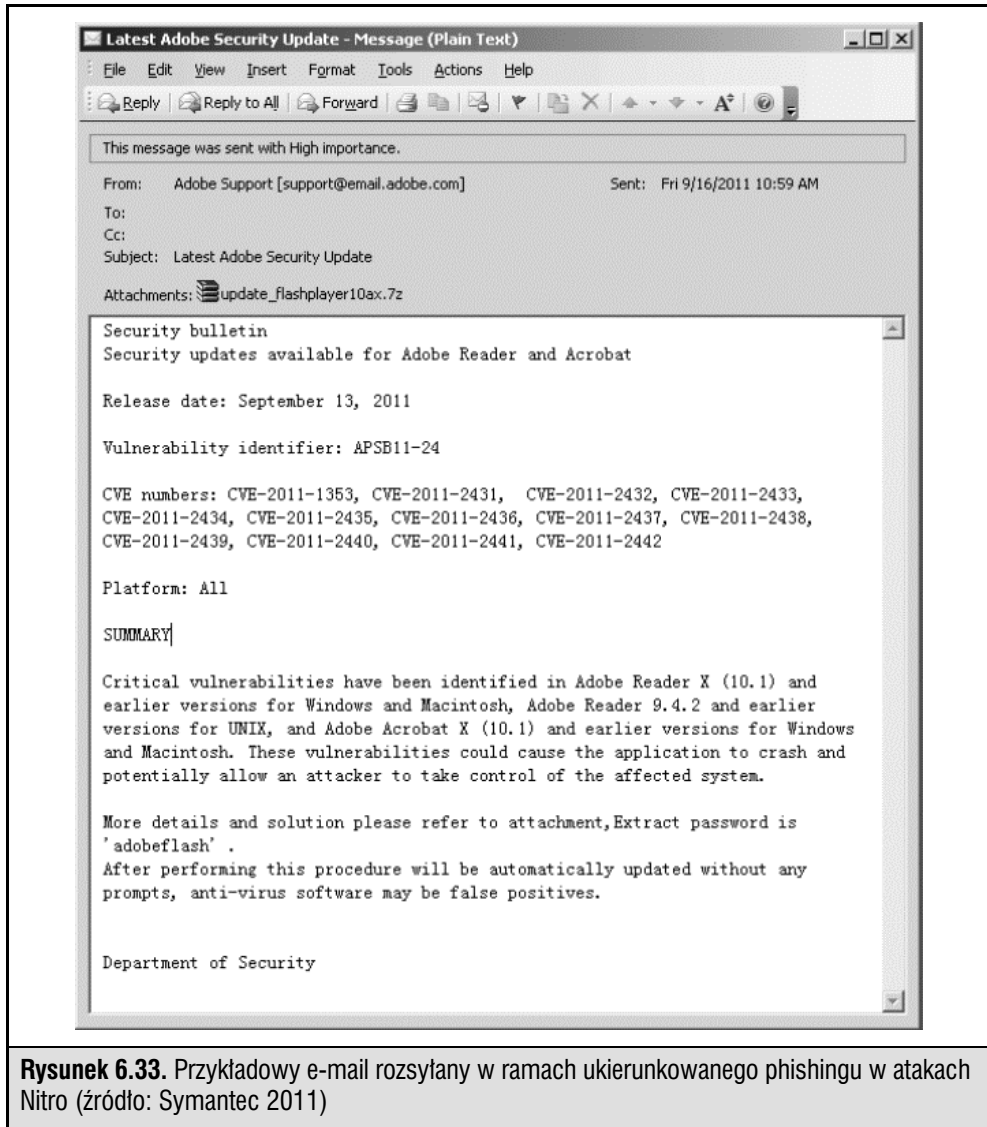 Latest Adobe Security Update - Message (Plain Text)
File Edit View Insert Format Tools Actions Help
Reply Reply to All Forward
This message was sent with High importance.
From: Adobe Support [support@email.adobe.com] Sent: Fri 9/16/2011 10:59 AM
To:
Cc:
Subject: Latest Adobe Security Update
Attachments: update_flashplayer10ax.7z
Security bulletin
Security updates available for Adobe Reader and Acrobat
Release date: September 13, 2011
Vulnerability identifier: APSB11-24
CVE numbers: CVE-2011-1353, CVE-2011-2431, CVE-2011-2432, CVE-2011-2433,
CVE-2011-2434, CVE-2011-2435, CVE-2011-2436, CVE-2011-2437, CVE-2011-2438,
CVE-2011-2439, CVE-2011-2440, CVE-2011-2441, CVE-2011-2442
Platform: All
SUMMARY
Critical vulnerabilities have been identified in Adobe Reader X (10.1) and
earlier versions for Windows and Macintosh, Adobe Reader 9.4.2 and earlier
versions for UNIX, and Adobe Acrobat X (10.1) and earlier versions for Windows
and Macintosh. These vulnerabilities could cause the application to crash and
potentially allow an attacker to take control of the affected system.
More details and solution please refer to attachment,Extract password is
'adobeflash' .
After performing this procedure will be automatically updated without any
prompts, anti-virus software may be false positives.
Department of Security
Rysunek 6.33. Przykładowy e-mail rozsyłany w ramach ukierunkowanego phishingu w atakach
Nitro (źródło: Symantec 2011)